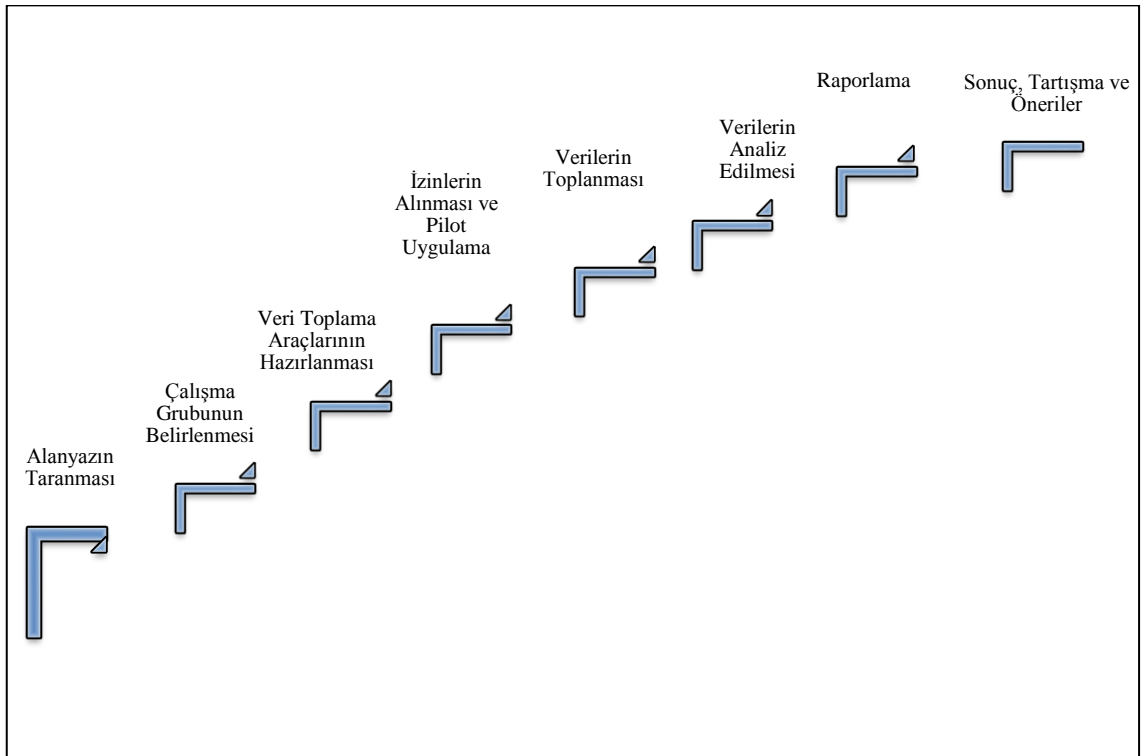 Alanyazın
Taranması
Çalışma
Grubunun
Belirlenmesi
Veri Toplama
Araçlarının
Hazırlanması
İzinlerin
Alınması ve
Pilot
Uygulama
Verilerin
Toplanması
Verilerin
Analiz
Edilmesi
Raporlama
Sonuç, Tartışma ve
Öneriler